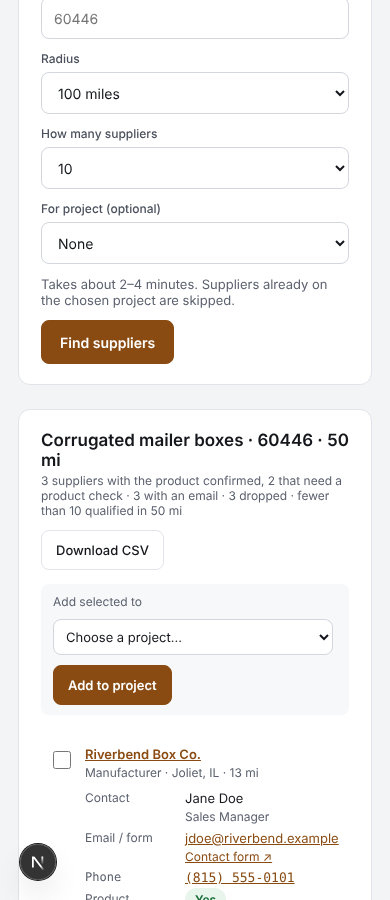 60446
Radius
100 miles
How many suppliers
10
For project (optional)
None
Takes about 2–4 minutes. Suppliers already on
the chosen project are skipped.
Find suppliers
Corrugated mailer boxes · 60446 · 50
mi
3 suppliers with the product confirmed, 2 that need a
product check · 3 with an email · 3 dropped · fewer
than 10 qualified in 50 mi
Download CSV
Add selected to
Choose a project...
Add to project
Riverbend Box Co.
Manufacturer · Joliet, IL · 13 mi
Contact
Jane Doe
Sales Manager
Email / form
jdoe@riverbend.example
Contact form ↗
Phone
(815) 555-0101
Product
Yes
N